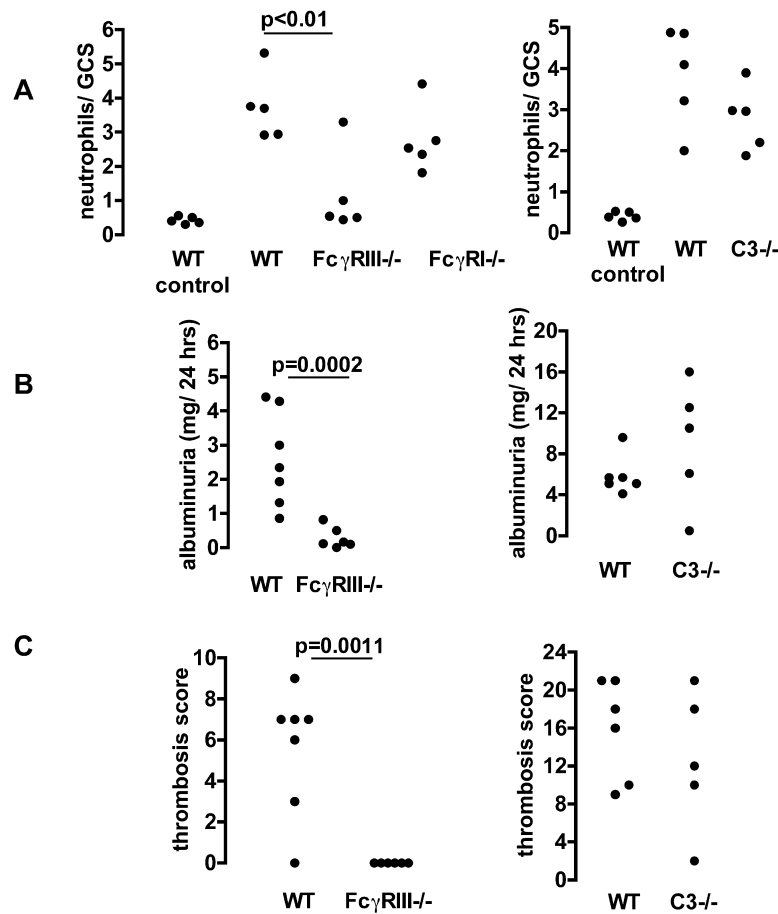 A
neutrophils/ GCS
6
5
4
3
2
1
0
p<0.01
WT
control
WT
FcγRIII-/-
FcγRI-/-
neutrophils/ GCS
5
4
3
2
1
0
WT
control
WT
C3-/-
B
albuminuria (mg/ 24 hrs)
6
5
4
3
2
1
0
p=0.0002
WT
FcγRIII-/-
albuminuria (mg/ 24 hrs)
20
16
12
8
4
0
WT
C3-/-
C
thrombosis score
10
8
6
4
2
0
p=0.0011
WT
FcγRIII-/-
thrombosis score
24
20
16
12
8
4
0
WT
C3-/-